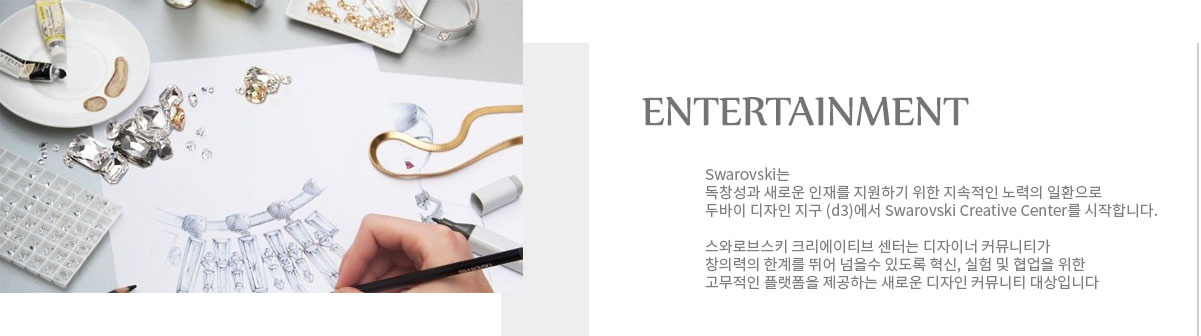 ENTERTAINMENT
Swarovski는
독창성과 새로운 인재를 지원하기 위한 지속적인 노력의 일환으로
두바이 디자인 지구 (d3)에서 Swarovski Creative Center를 시작합니다.
스와로브스키 크리에이티브 센터는 디자이너 커뮤니티가
창의력의 한계를 뛰어 넘을수 있도록 혁신, 실험 및 협업을 위한
고무적인 플랫폼을 제공하는 새로운 디자인 커뮤니티 대상입니다
SWAROVSKI